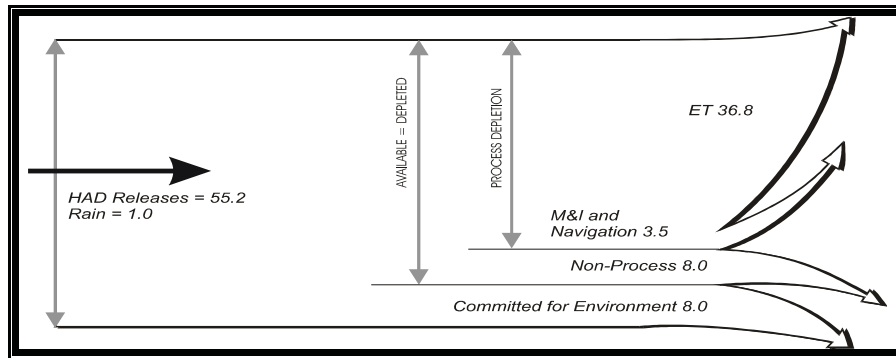 AVAILABLE = DEPLETED
PROCESS DEPLETION
ET 36.8
HAD Releases = 55.2
Rain = 1.0
M&I and
Navigation 3.5
Non-Process 8.0
Committed for Environment 8.0